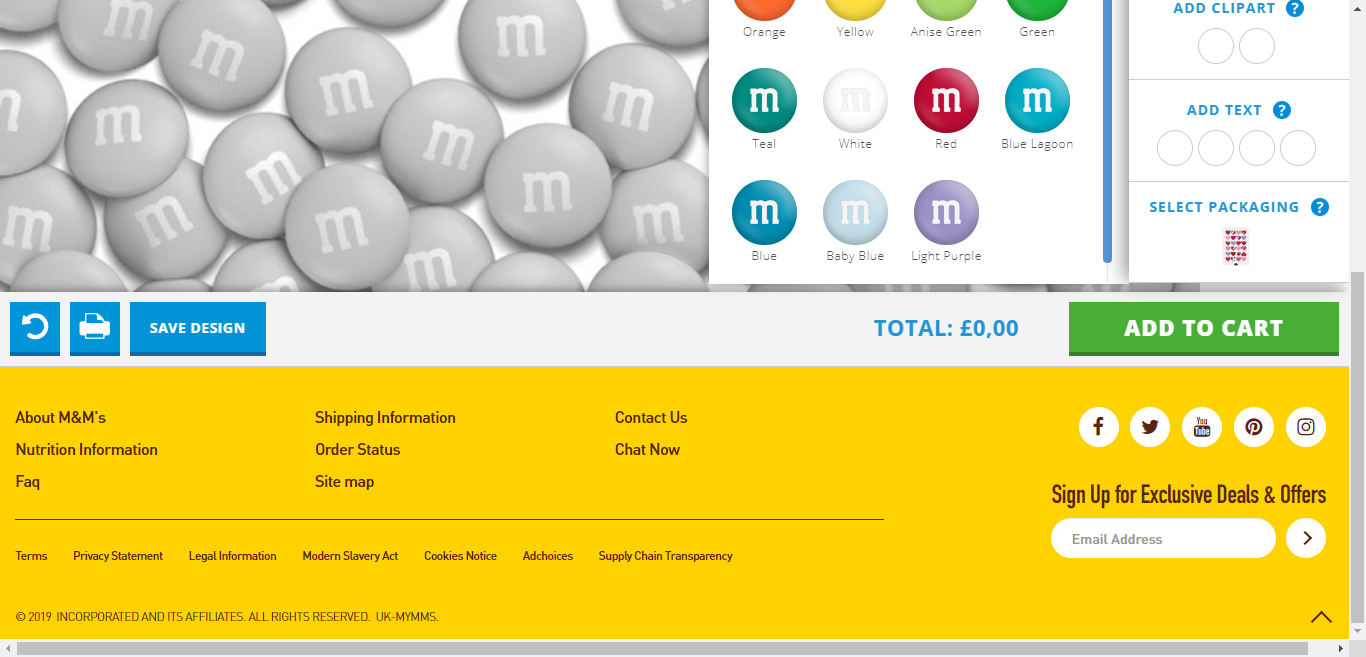 ADD CLIPART ?
Orange Yellow Anise Green Green
ADD TEXT ?
m m m m
Teal White Red Blue Lagoon
SELECT PACKAGING ?
m m m
Blue Baby Blue Light Purple
SAVE DESIGN
TOTAL: £0,00
ADD TO CART
About M&M's
Nutrition Information
Faq
Shipping Information
Order Status
Site map
Contact Us
Chat Now
You
Tube
Sign Up for Exclusive Deals & Offers
Email Address
Terms Privacy Statement Legal Information Modern Slavery Act Cookies Notice Adchoices Supply Chain Transparency
© 2019 INCORPORATED AND ITS AFFILIATES. ALL RIGHTS RESERVED. UK-MYMMS.